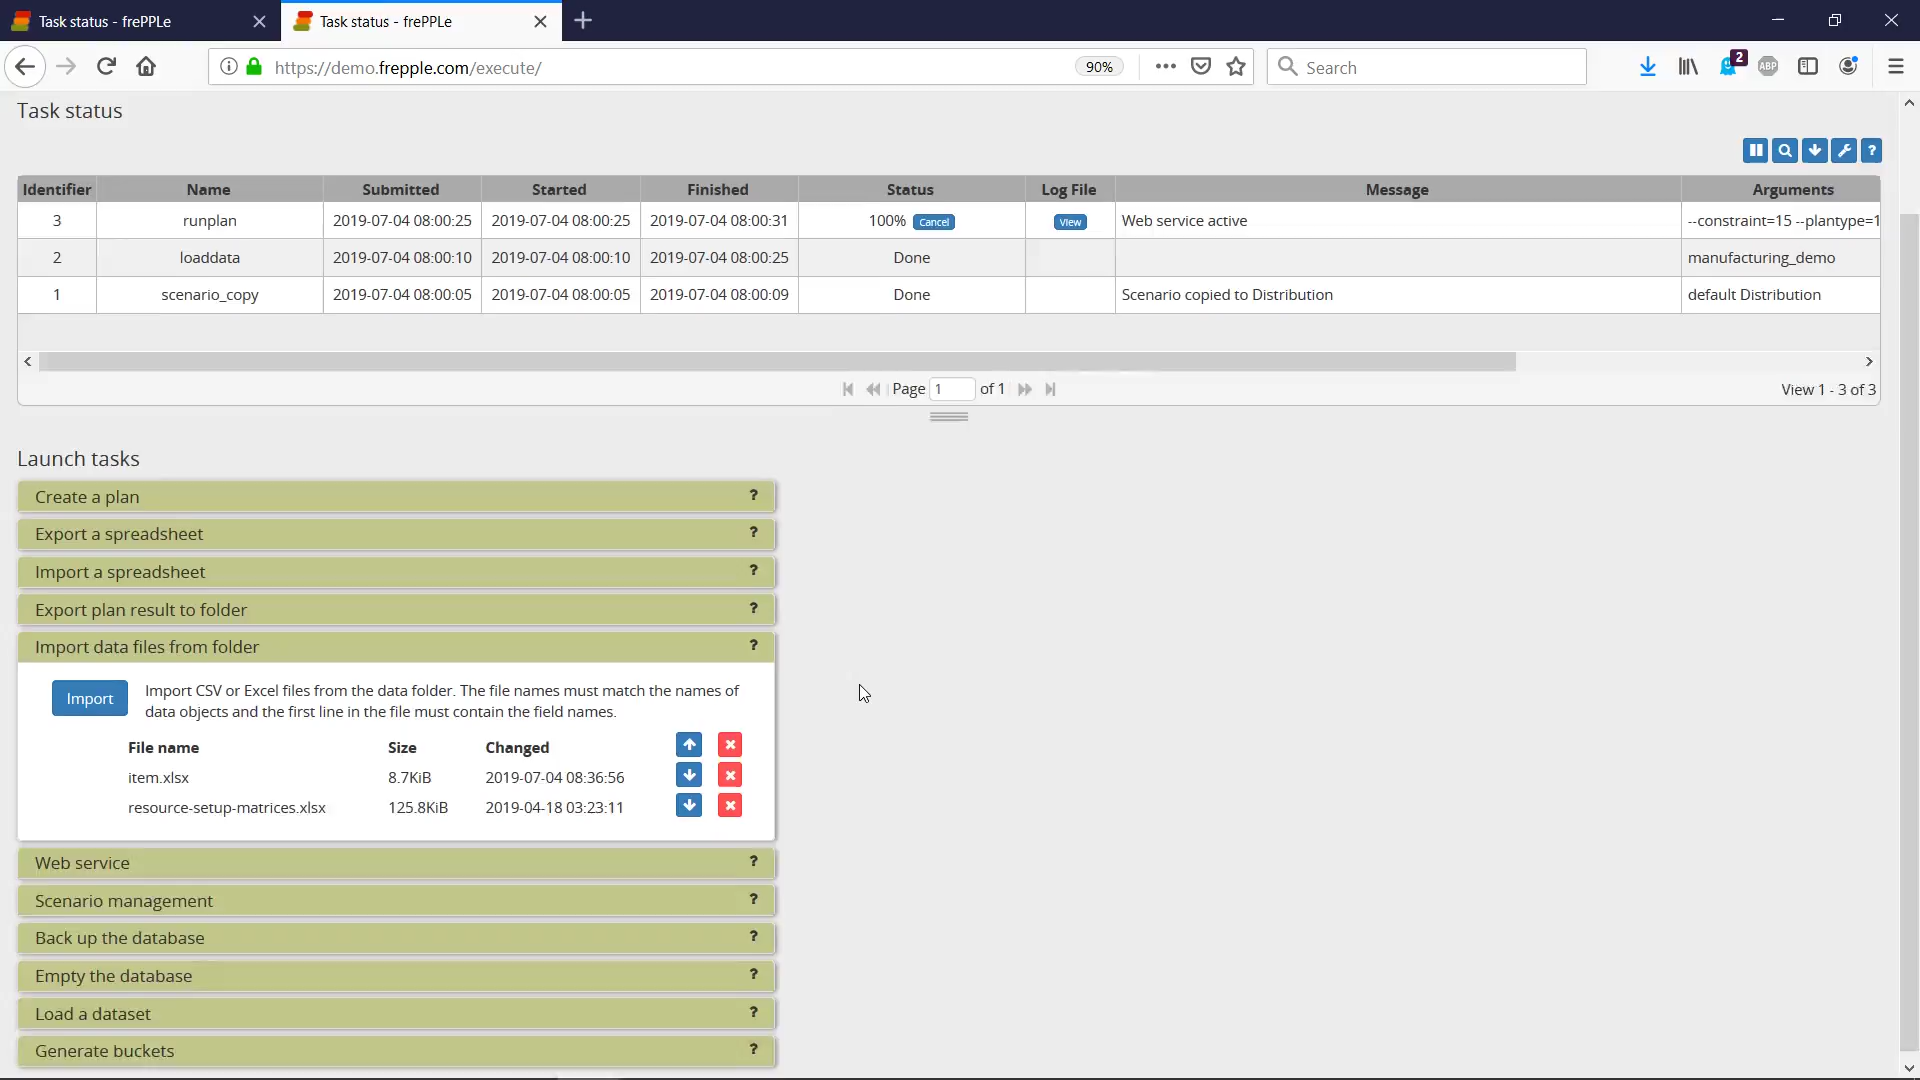 Task status - frePPLe
Task status - frePPLe
https://demo.frepple.com/execute/
90%
Search
2
ABP
Task status
?
Identifier Name Submitted Started Finished Status Log File Message Arguments
3 runplan 2019-07-04 08:00:25 2019-07-04 08:00:25 2019-07-04 08:00:31 100% Cancel View Web service active --constraint=15 --plantype=1
2 loaddata 2019-07-04 08:00:10 2019-07-04 08:00:10 2019-07-04 08:00:25 Done manufacturing_demo
1 scenario_copy 2019-07-04 08:00:05 2019-07-04 08:00:05 2019-07-04 08:00:09 Done Scenario copied to Distribution default Distribution
Page 1 of 1 View 1 - 3 of 3
Launch tasks
Create a plan ?
Export a spreadsheet ?
Import a spreadsheet ?
Export plan result to folder ?
Import data files from folder ?
Import
Import CSV or Excel files from the data folder. The file names must match the names of
data objects and the first line in the file must contain the field names.
File name Size Changed
item.xlsx 8.7KiB 2019-07-04 08:36:56
resource-setup-matrices.xlsx 125.8KiB 2019-04-18 03:23:11
Web service ?
Scenario management ?
Back up the database ?
Empty the database ?
Load a dataset ?
Generate buckets ?